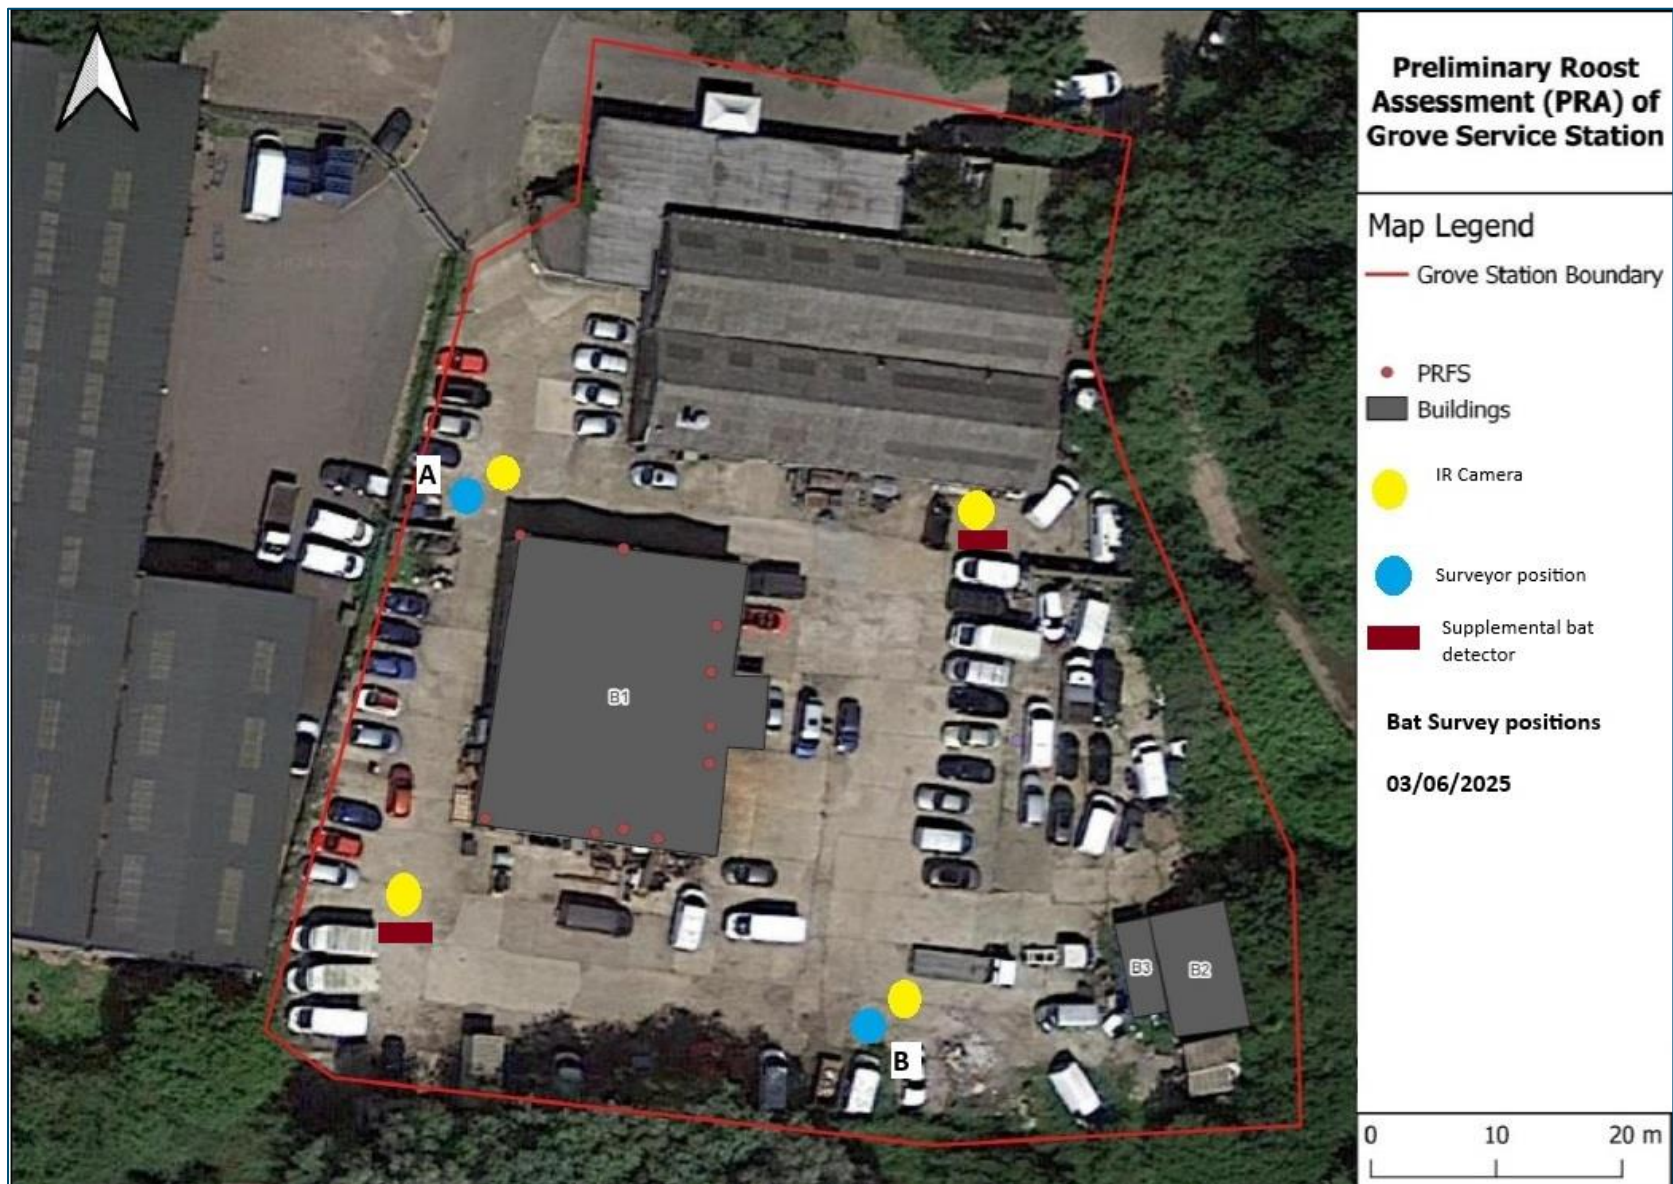 Preliminary Roost
Assessment (PRA) of
Grove Service Station
Map Legend
Grove Station Boundary
PRFS
Buildings
IR Camera
Surveyor position
Supplemental bat
detector
Bat Survey positions
03/06/2025
0 10 20 m
A
B1
B3
B2
B